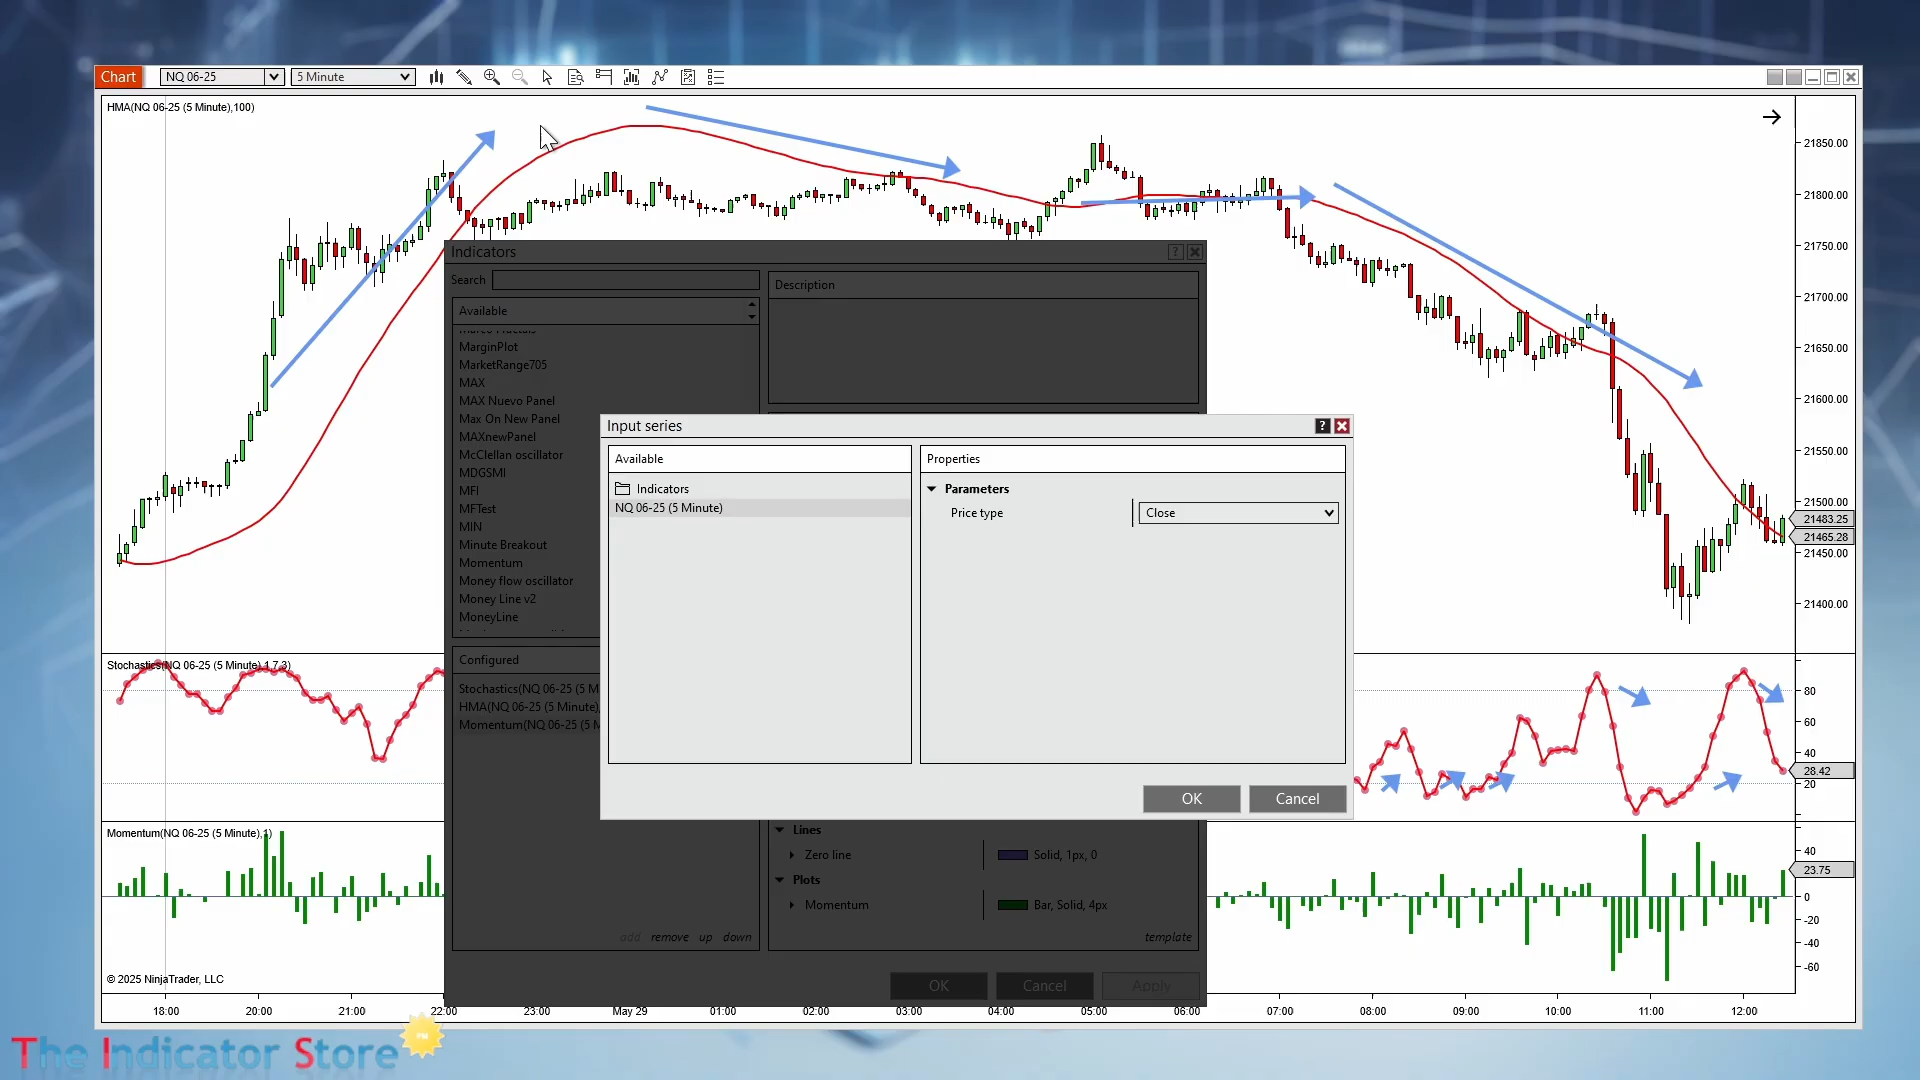 Chart
NQ 06-25
5 Minute
HMA(NQ 06-25 (5 Minute),100)
21850.00
21800.00
21750.00
21700.00
21650.00
21600.00
21550.00
21500.00
21483.25
21465.28
21450.00
21400.00
Indicators
?
Search
Description
Available
MarginPlot
MarketRange705
MAX
MAX Nuevo Panel
Max On New Panel
MAXnewPanel
McClellan oscillator
MDGSMI
MFI
MFTest
MIN
Minute Breakout
Momentum
Money flow oscillator
Money Line v2
MoneyLine
Configured
Stochastics(NQ 06-25 (5 M
HMA(NQ 06-25 (5 Minute)
Momentum(NQ 06-25 (5 M
Input series
?
Available
Indicators
NQ 06-25 (5 Minute)
Properties
Parameters
Price type
Close
OK
Cancel
Lines
Zero line
Solid, 1px, 0
Plots
Momentum
Bar, Solid, 4px
add remove up down
template
OK
Cancel
Apply
Stochastics(NQ 06-25 (5 Minute),1,7,3)
80
60
40
28.42
20
Momentum(NQ 06-25 (5 Minute),1)
40
23.75
0
-20
-40
-60
© 2025 NinjaTrader, LLC
18:00
20:00
21:00
22:00
23:00
May 29
01:00
02:00
03:00
04:00
05:00
06:00
07:00
08:00
09:00
10:00
11:00
12:00
The Indicator Store